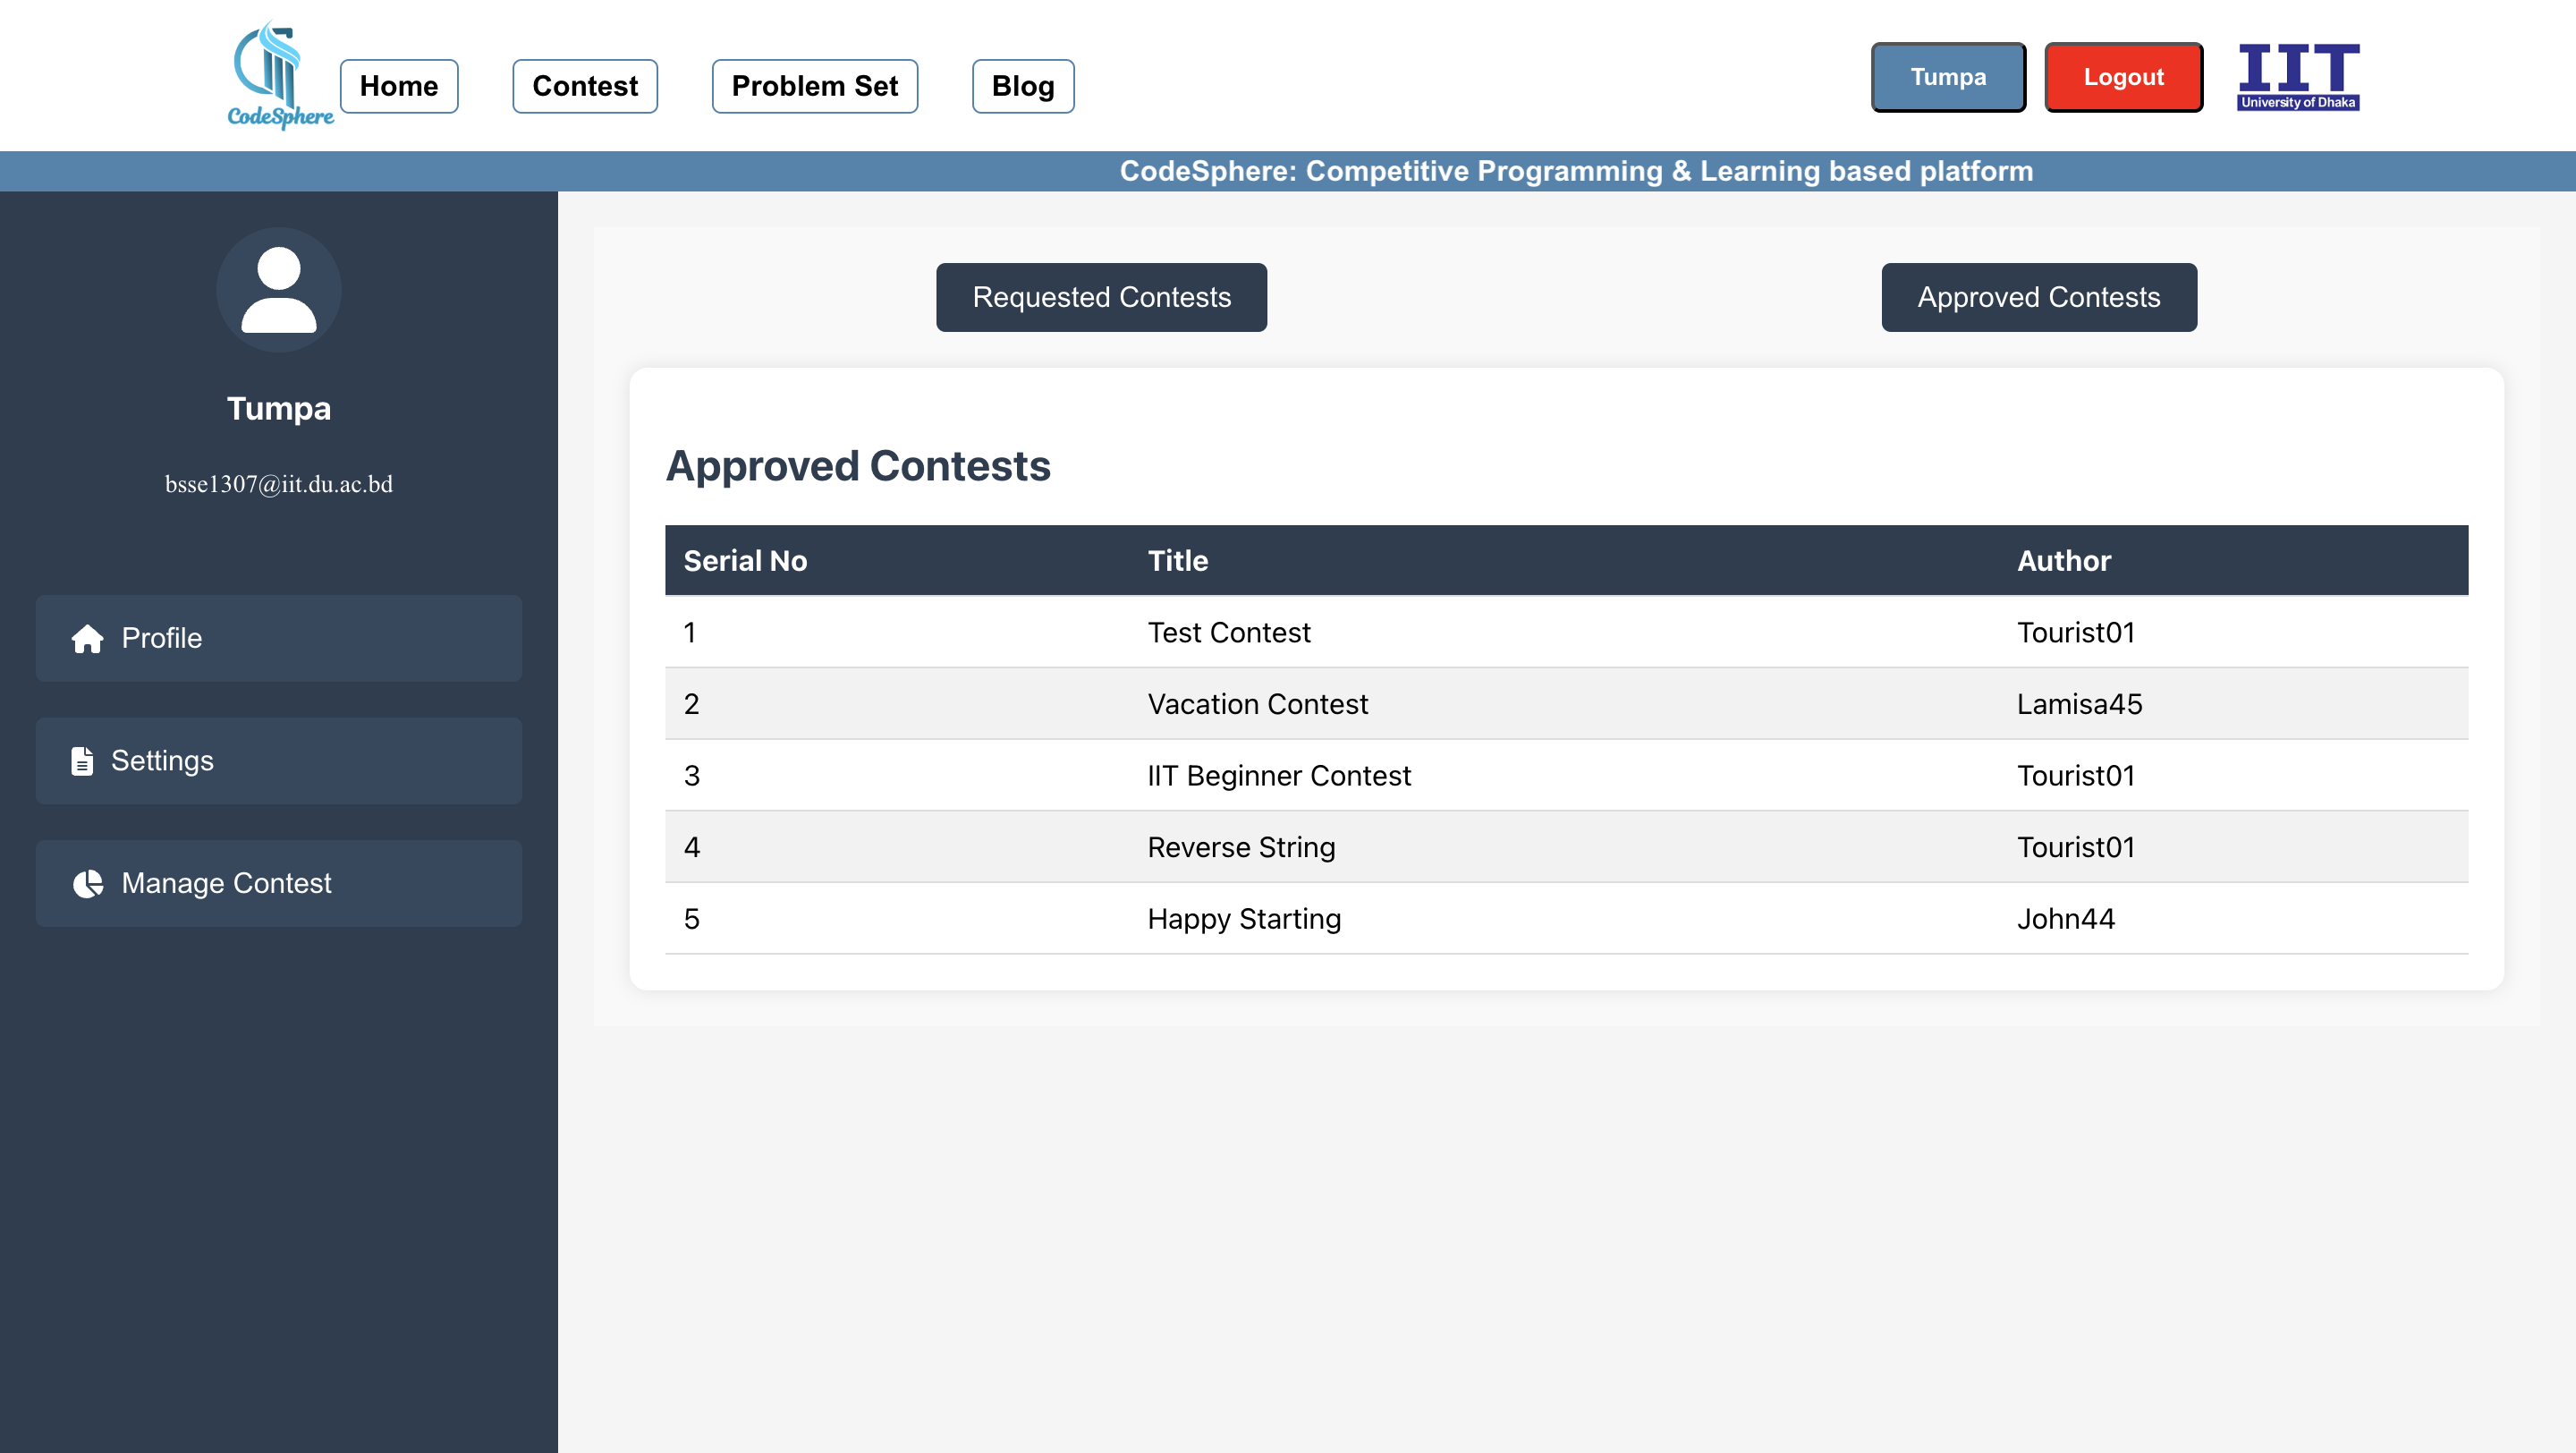 CodeSphere
Home Contest Problem Set Blog
Tumpa Logout
IIT
University of Dhaka
CodeSphere: Competitive Programming & Learning based platform
Tumpa
bsse1307@iit.du.ac.bd
Profile
Settings
Manage Contest
Requested Contests Approved Contests
Approved Contests
Serial No Title Author
1 Test Contest Tourist01
2 Vacation Contest Lamisa45
3 IIT Beginner Contest Tourist01
4 Reverse String Tourist01
5 Happy Starting John44